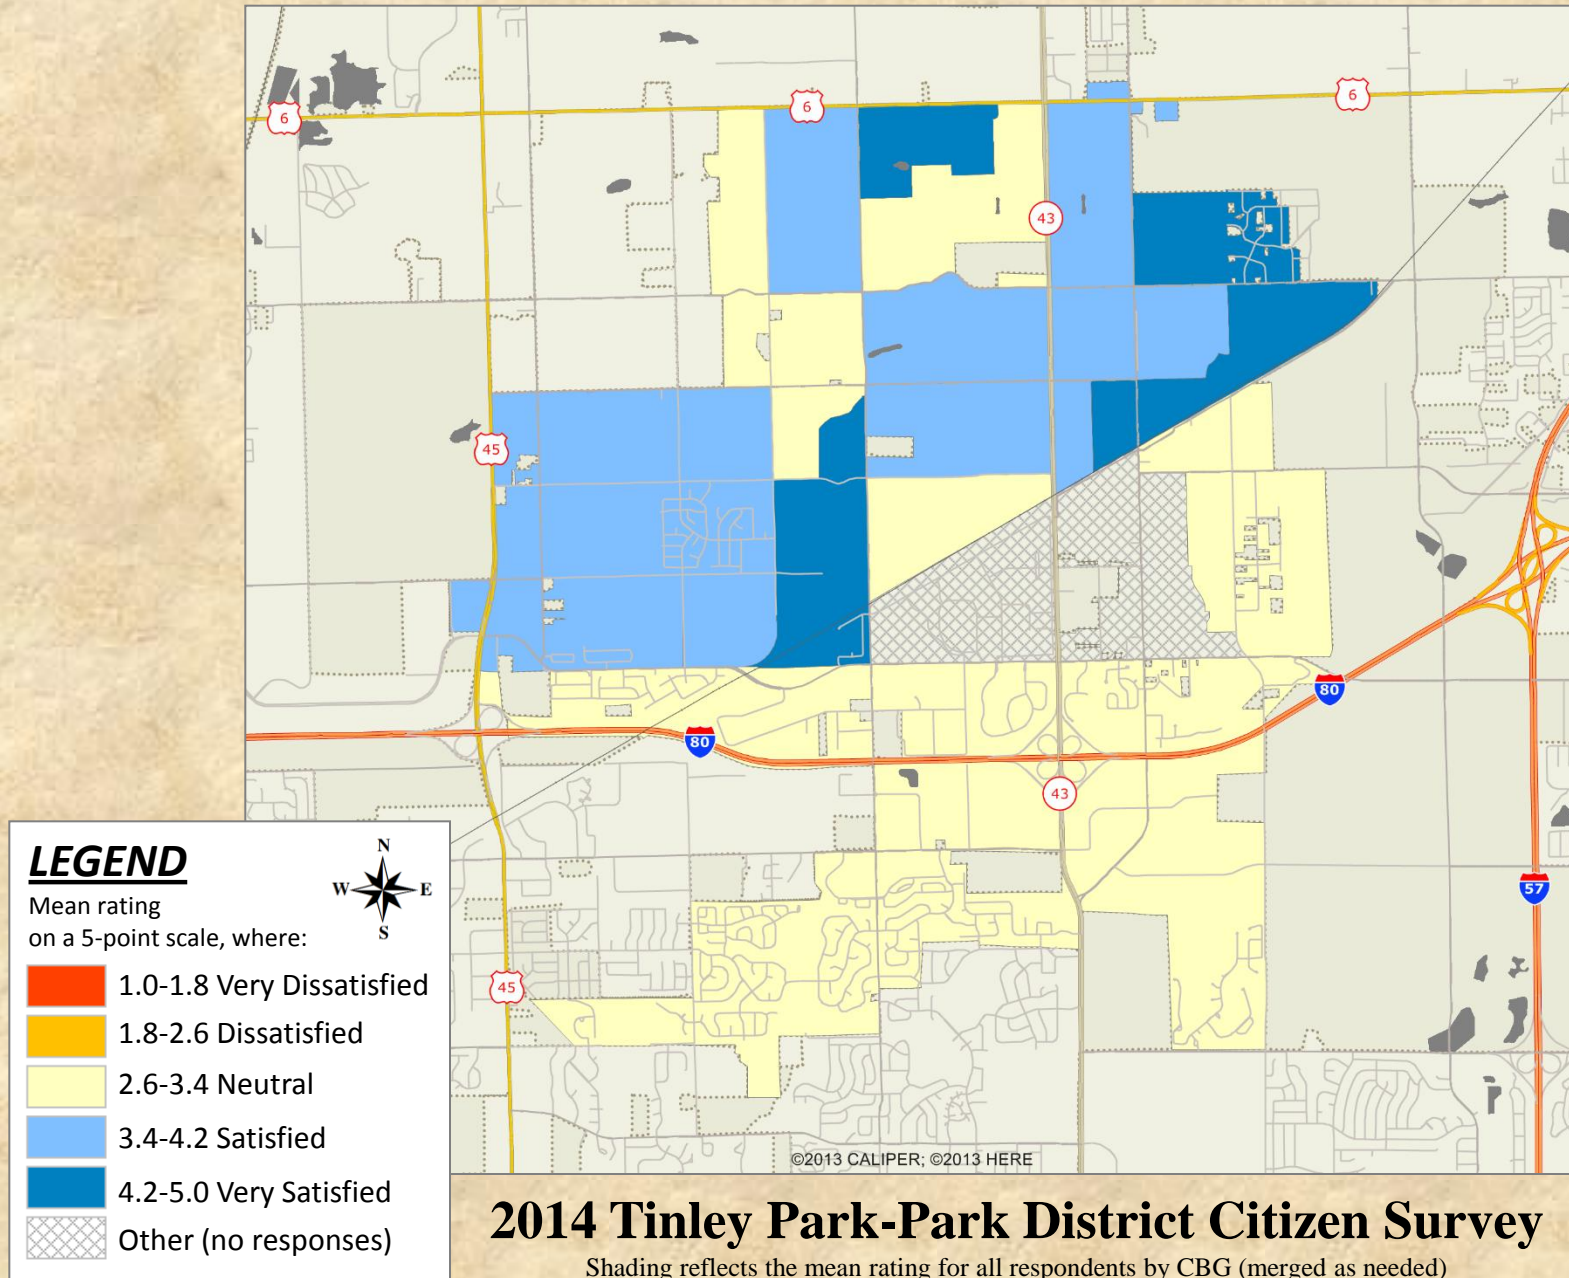 6
6
6
43
45
80
80
43
57
45
LEGEND
N
W
E
S
Mean rating
on a 5-point scale, where:
1.0-1.8 Very Dissatisfied
1.8-2.6 Dissatisfied
2.6-3.4 Neutral
3.4-4.2 Satisfied
4.2-5.0 Very Satisfied
Other (no responses)
©2013 CALIPER; ©2013 HERE
2014 Tinley Park-Park District Citizen Survey
Shading reflects the mean rating for all respondents by CBG (merged as needed)